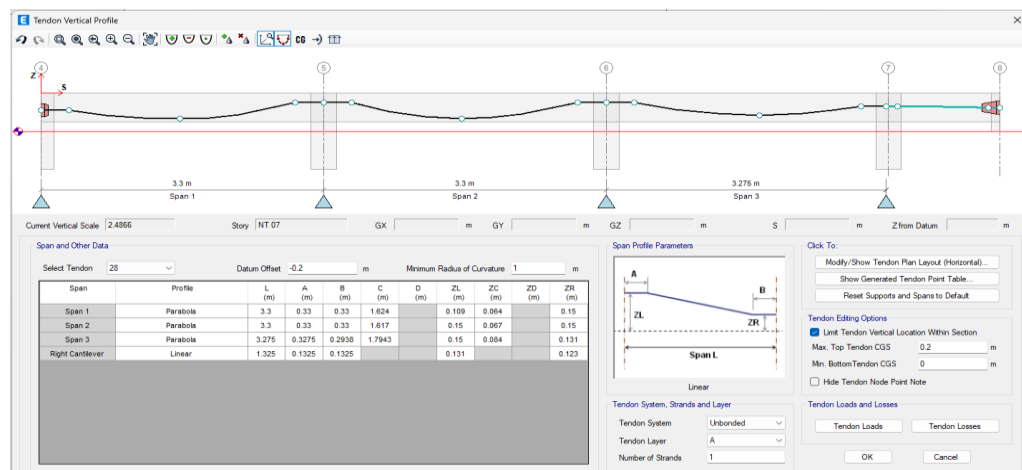 E Tendon Vertical Profile
CG
4 5 6 7 8
Z
S
3.3 m 3.3 m 3.275 m
Span 1 Span 2 Span 3
Current Vertical Scale 2.4866 Story NT 07 GX m GY m GZ m S m Z from Datum m
Span and Other Data
Select Tendon 28 Datum Offset -0.2 m Minimum Radius of Curvature 1 m
Span Profile L (m) A (m) B (m) C (m) D (m) ZL (m) ZC (m) ZD (m) ZR (m)
Span 1 Parabola 3.3 0.33 0.33 1.624 0.109 0.064 0.15
Span 2 Parabola 3.3 0.33 0.33 1.617 0.15 0.067 0.15
Span 3 Parabola 3.275 0.3275 0.2938 1.7943 0.15 0.084 0.131
Right Cantilever Linear 1.325 0.1325 0.1325 0.131 0.123
Span Profile Parameters
A
B
ZL
ZR
Span L
Linear
Tendon System, Strands and Layer
Tendon System Unbonded
Tendon Layer A
Number of Strands 1
Click To:
Modify/Show Tendon Plan Layout (Horizontal)...
Show Generated Tendon Point Table...
Reset Supports and Spans to Default
Tendon Editing Options
Limit Tendon Vertical Location Within Section
Max. Top Tendon CGS 0.2 m
Min. BottomTendon CGS 0 m
Hide Tendon Node Point Note
Tendon Loads and Losses
Tendon Loads Tendon Losses
OK Cancel